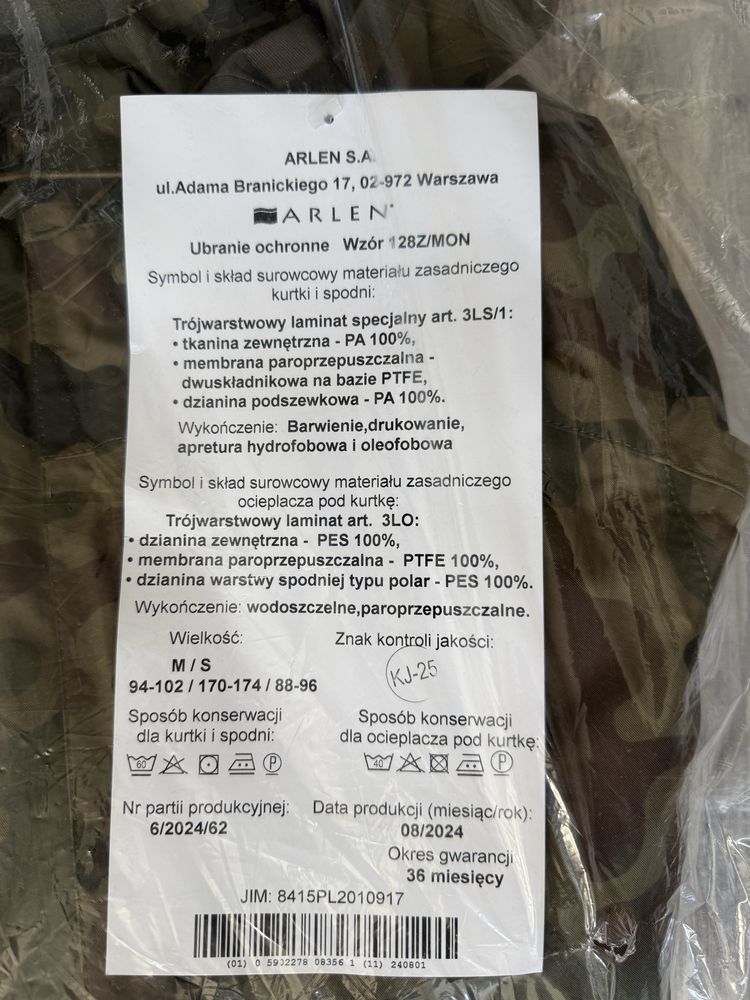 ARLEN S.A.
ul.Adama Branickiego 17, 02-972 Warszawa
ARLEN
Ubranie ochronne Wzór 128Z/MON
Symbol i skład surowcowy materiału zasadniczego
kurtki i spodni:
Trójwarstwowy laminat specjalny art. 3LS/1:
• tkanina zewnętrzna - PA 100%,
• membrana paroprzepuszczalna -
dwuskładnikowa na bazie PTFE,
• dzianina podszewkowa - PA 100%.
Wykończenie: Barwienie,drukowanie,
apretura hydrofobowa i oleofobowa
Symbol i skład surowcowy materiału zasadniczego
ocieplacza pod kurtkę:
Trójwarstwowy laminat art. 3LO:
• dzianina zewnętrzna - PES 100%,
• membrana paroprzepuszczalna - PTFE 100%,
• dzianina warstwy spodniej typu polar - PES 100%.
Wykończenie: wodoszczelne,paroprzepuszczalne.
Wielkość: Znak kontroli jakości:
M / S
94-102 / 170-174 / 88-96 KJ-25
Sposób konserwacji Sposób konserwacji
dla kurtki i spodni: dla ocieplacza pod kurtkę:
60 P 40 P
Nr partii produkcyjnej: Data produkcji (miesiąc/rok):
6/2024/62 08/2024
Okres gwarancji
36 miesięcy
JIM: 8415PL2010917
(01) 0 5902278 08356 1 (11) 240801